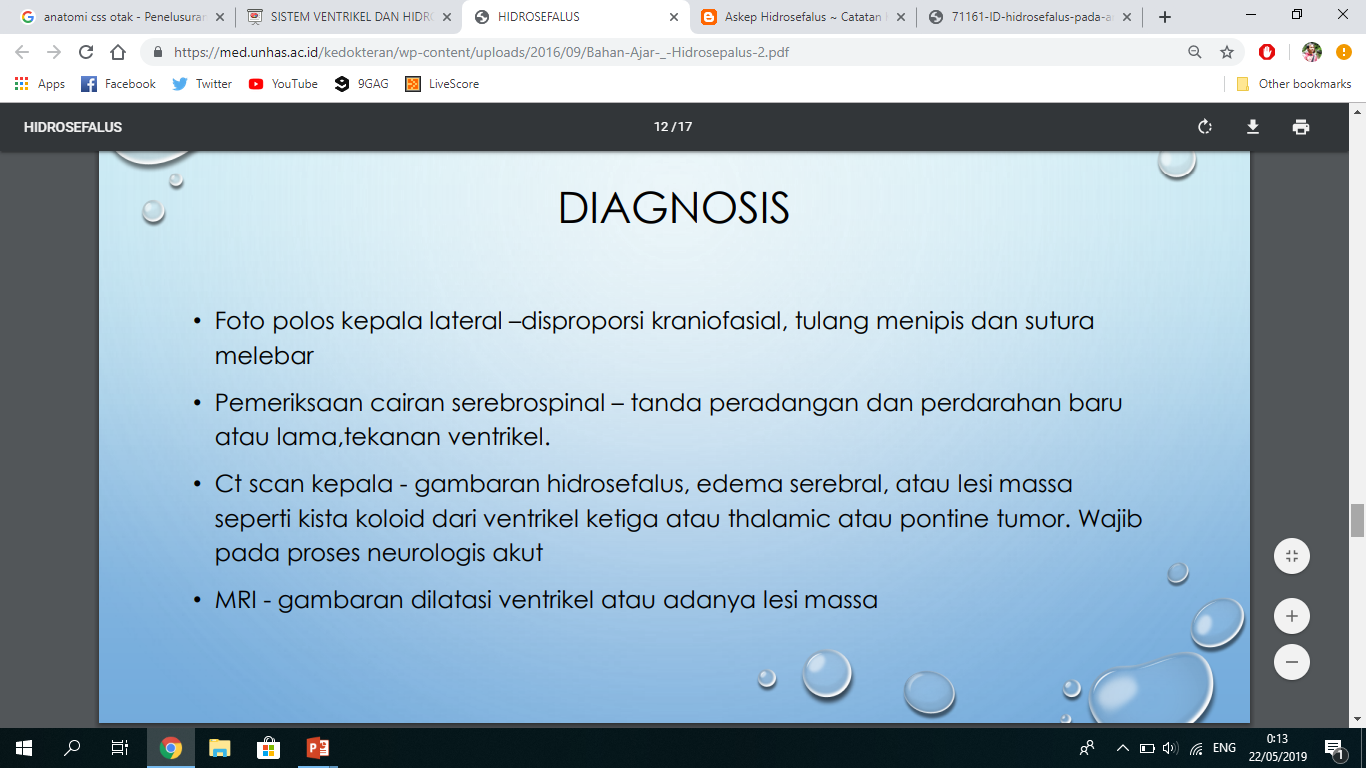 anatomi css otak - Penelusuran
SISTEM VENTRIKEL DAN HIDRO
HIDROSEFALUS
Askep Hidrosefalus ~ Catatan
71161-ID-hidrosefalus-pada-a
https://med.unhas.ac.id/kedokteran/wp-content/uploads/2016/09/Bahan-Ajar-_-Hidrosepalus-2.pdf
Apps Facebook Twitter YouTube 9GAG LiveScore Other bookmarks
HIDROSEFALUS 12 / 17
DIAGNOSIS
• Foto polos kepala lateral –disproporsi kraniofasial, tulang menipis dan sutura
melebar
• Pemeriksaan cairan serebrospinal – tanda peradangan dan perdarahan baru
atau lama,tekanan ventrikel.
• Ct scan kepala - gambaran hidrosefalus, edema serebral, atau lesi massa
seperti kista koloid dari ventrikel ketiga atau thalamic atau pontine tumor. Wajib
pada proses neurologis akut
• MRI - gambaran dilatasi ventrikel atau adanya lesi massa
ENG
0:13
22/05/2019
1